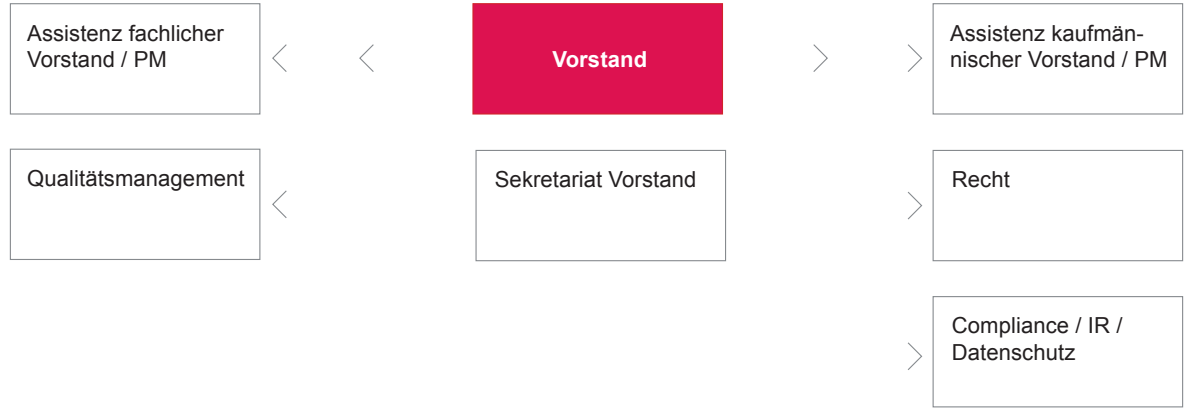 Assistenz fachlicher
Vorstand / PM
Vorstand
Assistenz kaufmän-
nischer Vorstand / PM
Qualitätsmanagement
Sekretariat Vorstand
Recht
Compliance / IR /
Datenschutz